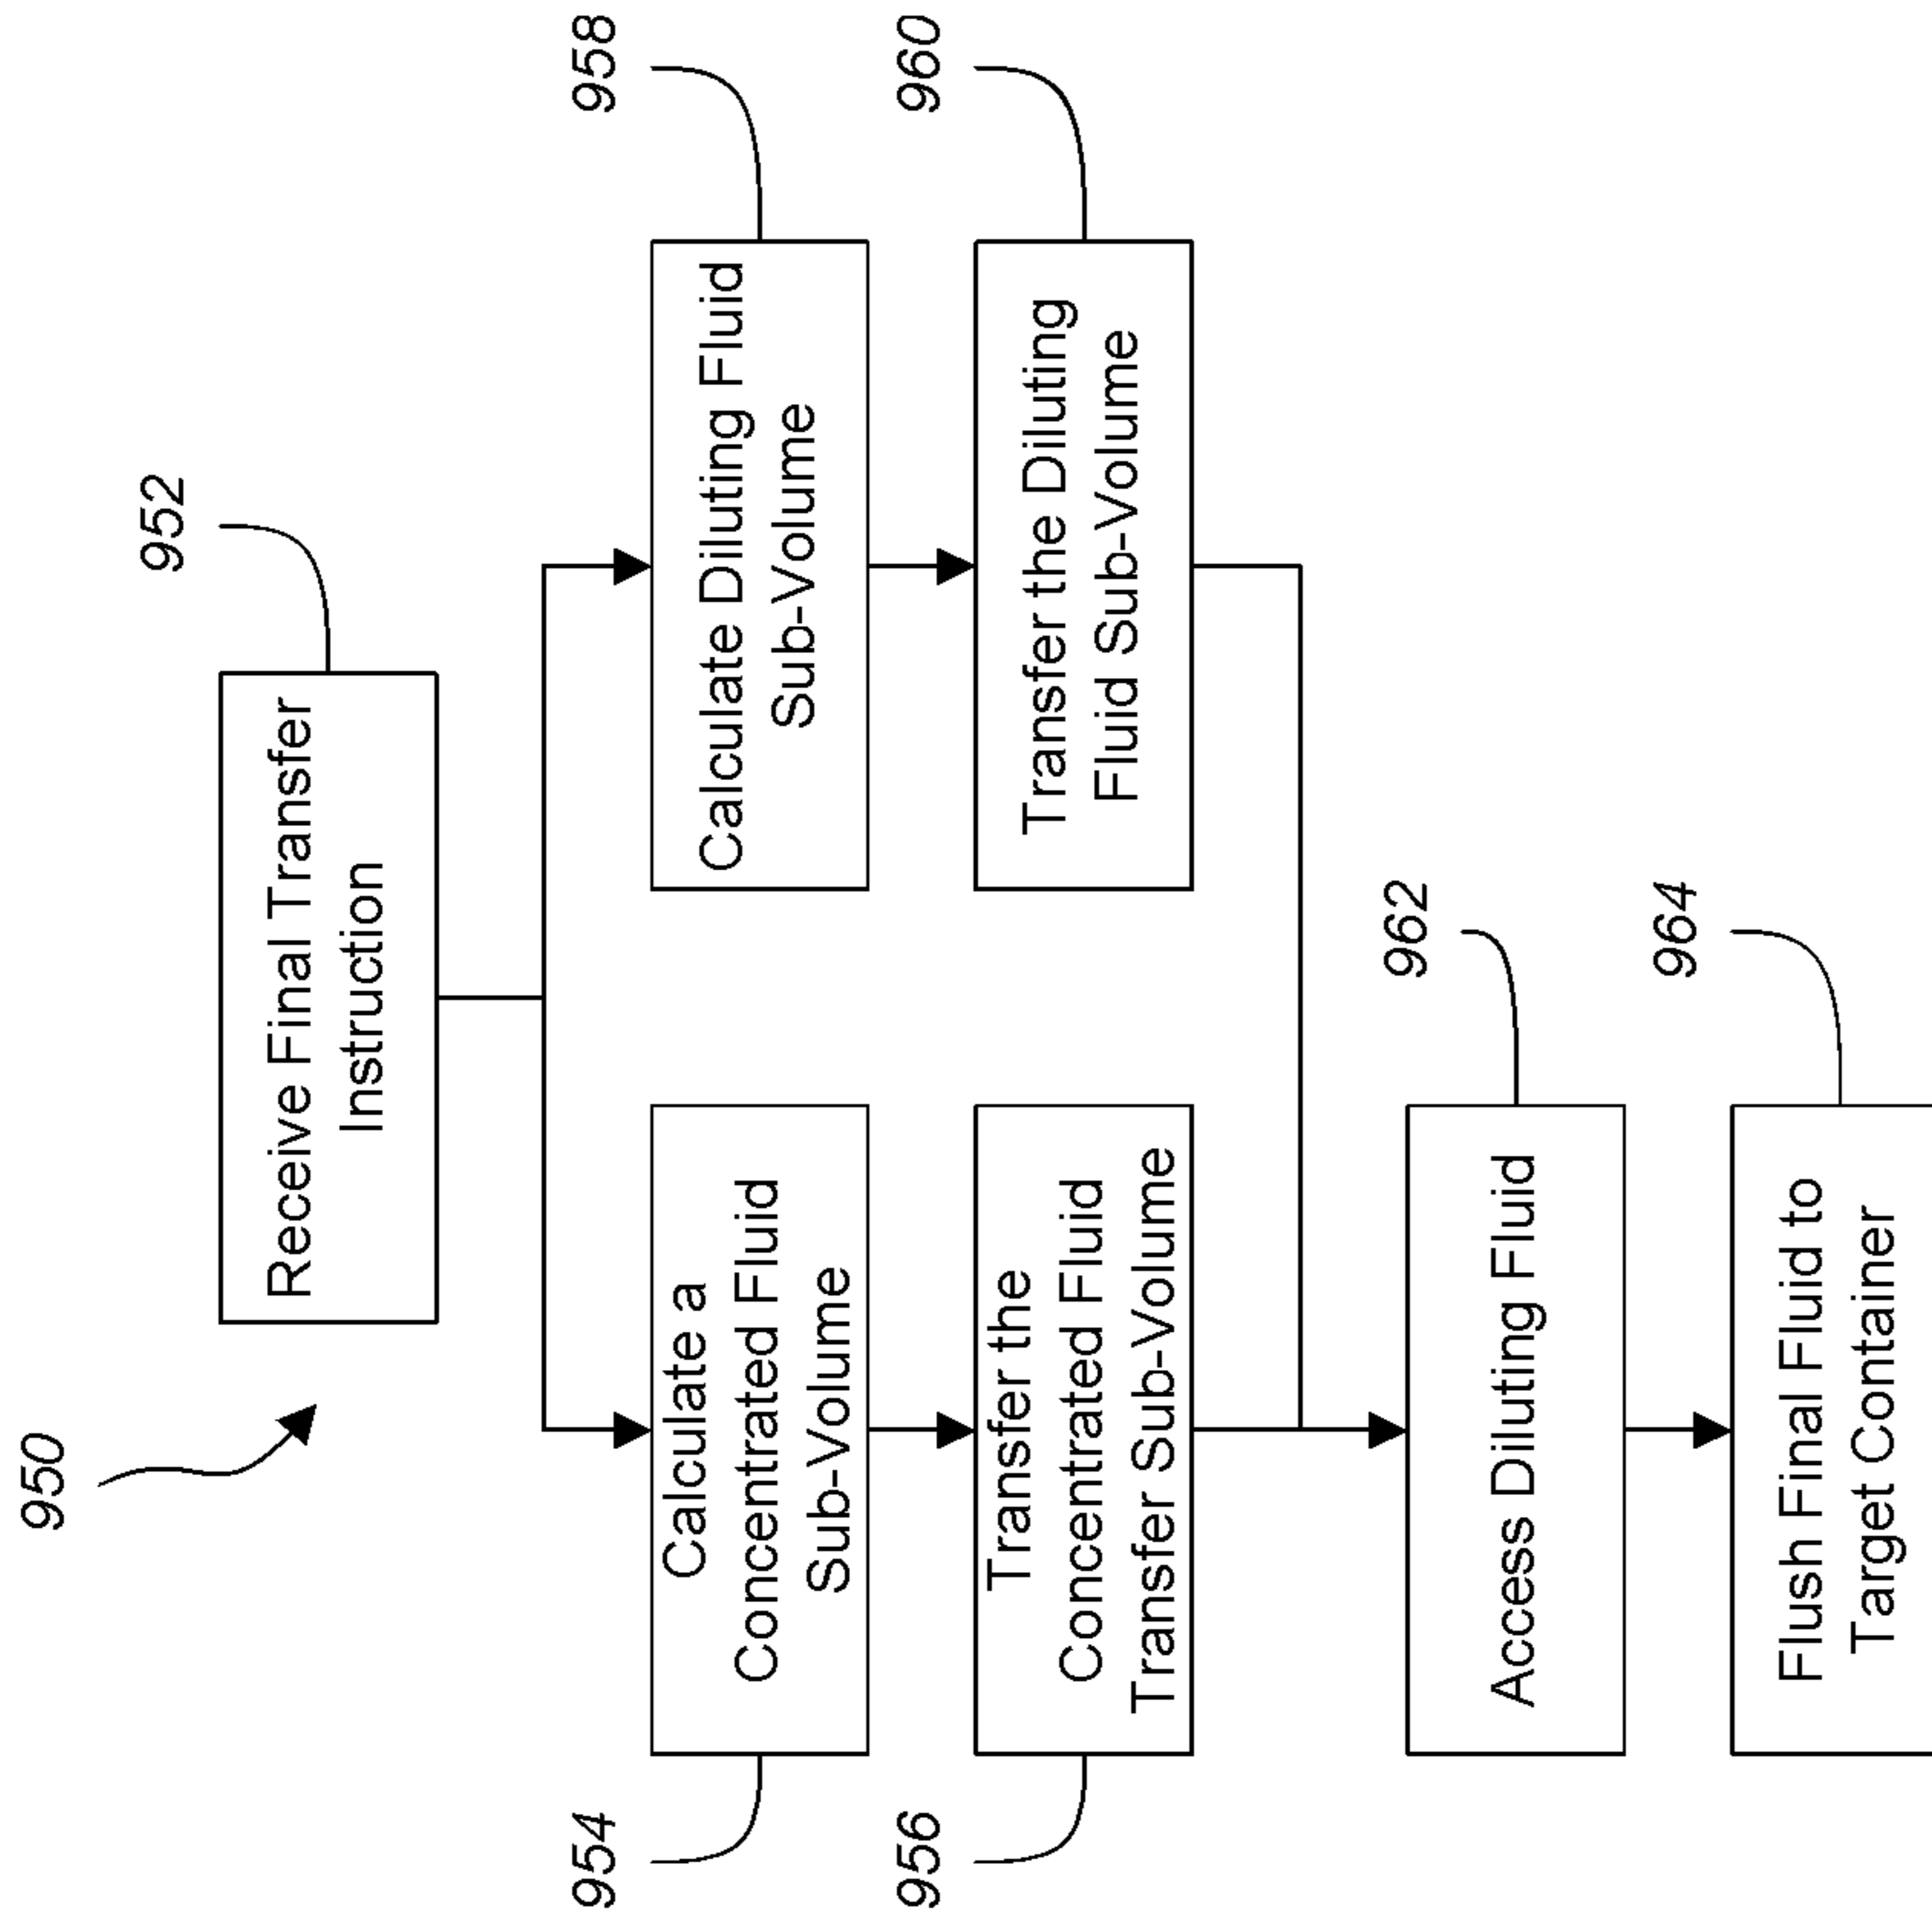 950
952
Receive Final Transfer
Instruction
954
Calculate a
Concentrated Fluid
Sub-Volume
958
Calculate Diluting Fluid
Sub-Volume
956
Transfer the
Concentrated Fluid
Transfer Sub-Volume
960
Transfer the Diluting
Fluid Sub-Volume
962
Access Diluting Fluid
964
Flush Final Fluid to
Target Container